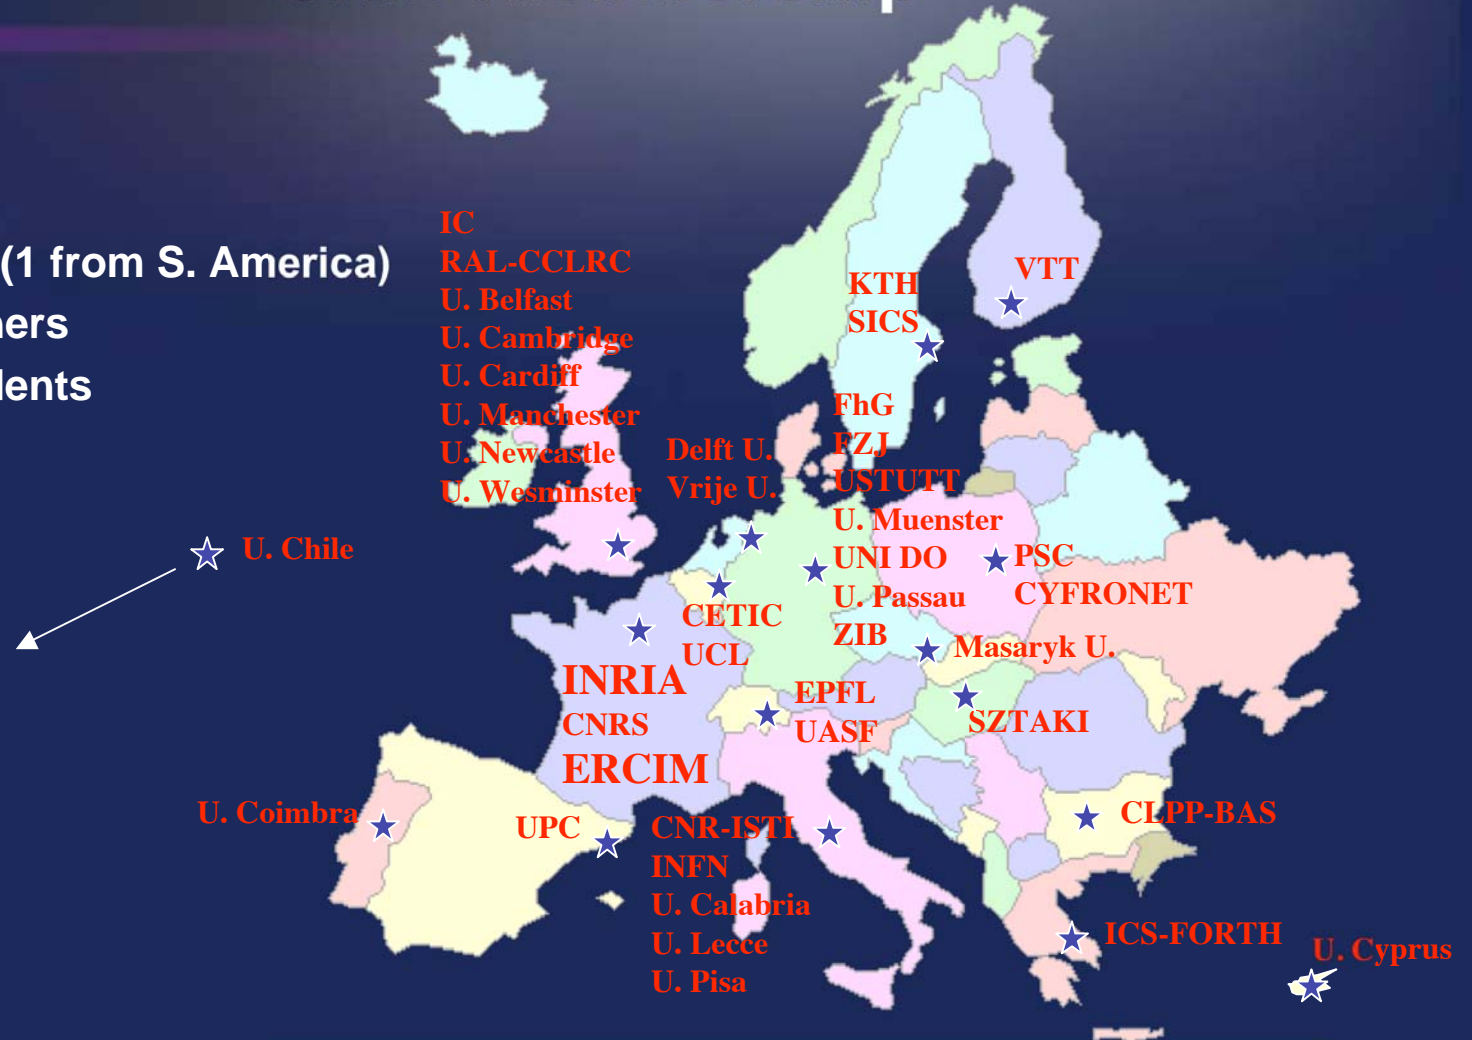 (1 from S. America)
IC
RAL-CCLRC
U. Belfast
U. Cambridge
U. Cardiff
U. Manchester
U. Newcastle
U. Wesminster
KTH
SICS
VTT
Delft U.
Vrije U.
FhG
FZJ
USTUTT
U. Muenster
UNI DO
U. Passau
ZIB
PSC
CYFRONET
U. Chile
CETIC
UCL
Masaryk U.
INRIA
CNRS
ERCIM
EPFL
UASF
SZTAKI
U. Coimbra
UPC
CNR-ISTI
INFN
U. Calabria
U. Lecce
U. Pisa
CLPP-BAS
ICS-FORTH
U. Cyprus